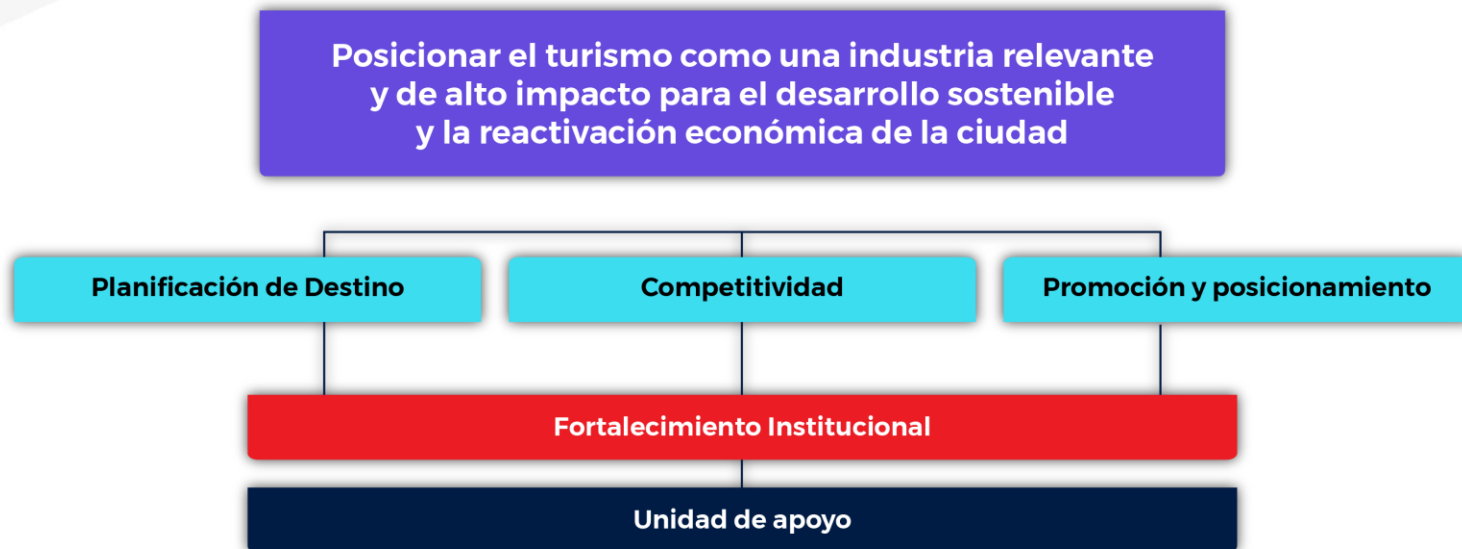 Posicionar el turismo como una industria relevante
y de alto impacto para el desarrollo sostenible
y la reactivación económica de la ciudad
Planificación de Destino
Competitividad
Promoción y posicionamiento
Fortalecimiento Institucional
Unidad de apoyo